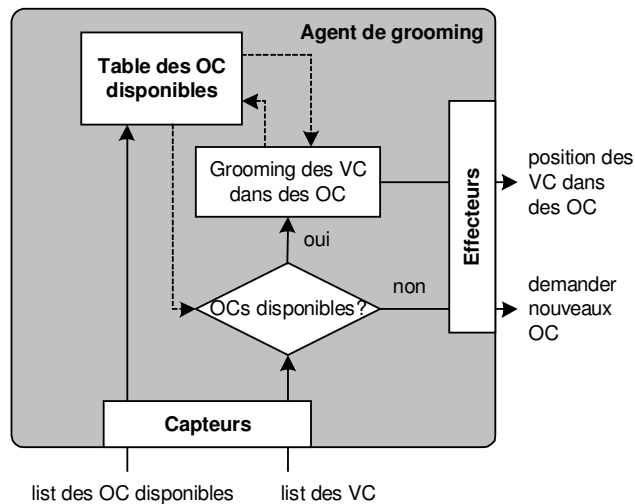 Agent de grooming
Table des OC
disponibles
Grooming des VC
dans des OC
Effecteurs
position des
VC dans
des OC
oui
OCs disponibles?
non
demander
nouveaux
OC
Capteurs
list des OC disponibles
list des VC